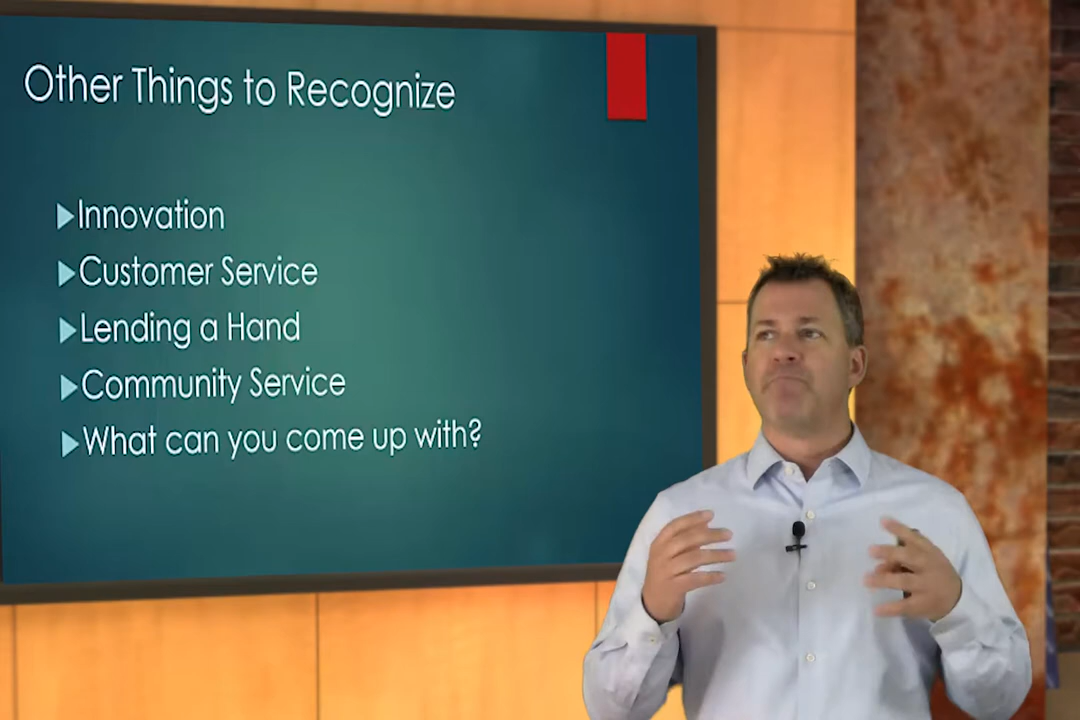 Other Things to Recognize
Innovation
Customer Service
Lending a Hand
Community Service
What can you come up with?